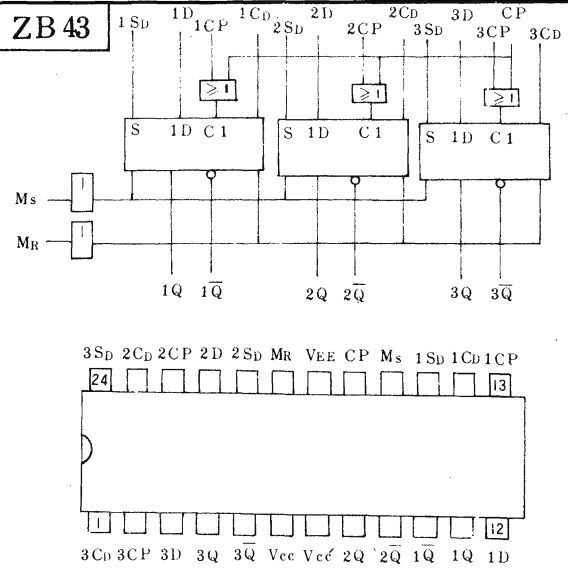 ZB43
1SD 1D 1CP 1CD 2SD 2D 2CP 2CD 3SD 3D 3CP CP 3CD
≥1 ≥1 ≥1
S 1D C1 S 1D C1 S 1D C1
Ms 1
MR 1
1Q 1Q̅ 2Q 2Q̅ 3Q 3Q̅
3SD 2CD 2CP 2D 2SD MR VEE CP Ms 1SD 1CD 1CP
24 13
1 12
3CD 3CP 3D 3Q 3Q̅ Vcc Vcc′ 2Q 2Q̅ 1Q̅ 1Q 1D